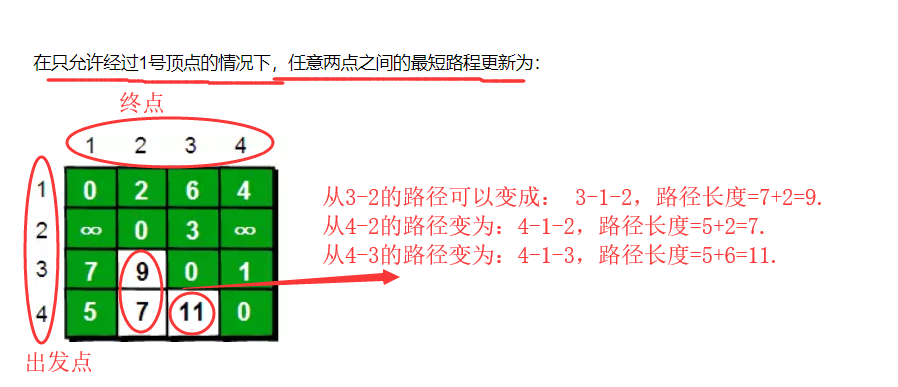 在只允许经过1号顶点的情况下，任意两点之间的最短路程更新为：
终点
1 2 3 4
1 0 2 6 4
2 ∞ 0 3 ∞
3 7 9 0 1
4 5 7 11 0
出发点
从3-2的路径可以变成： 3-1-2，路径长度=7+2=9.
从4-2的路径变为：4-1-2，路径长度=5+2=7.
从4-3的路径变为：4-1-3，路径长度=5+6=11.